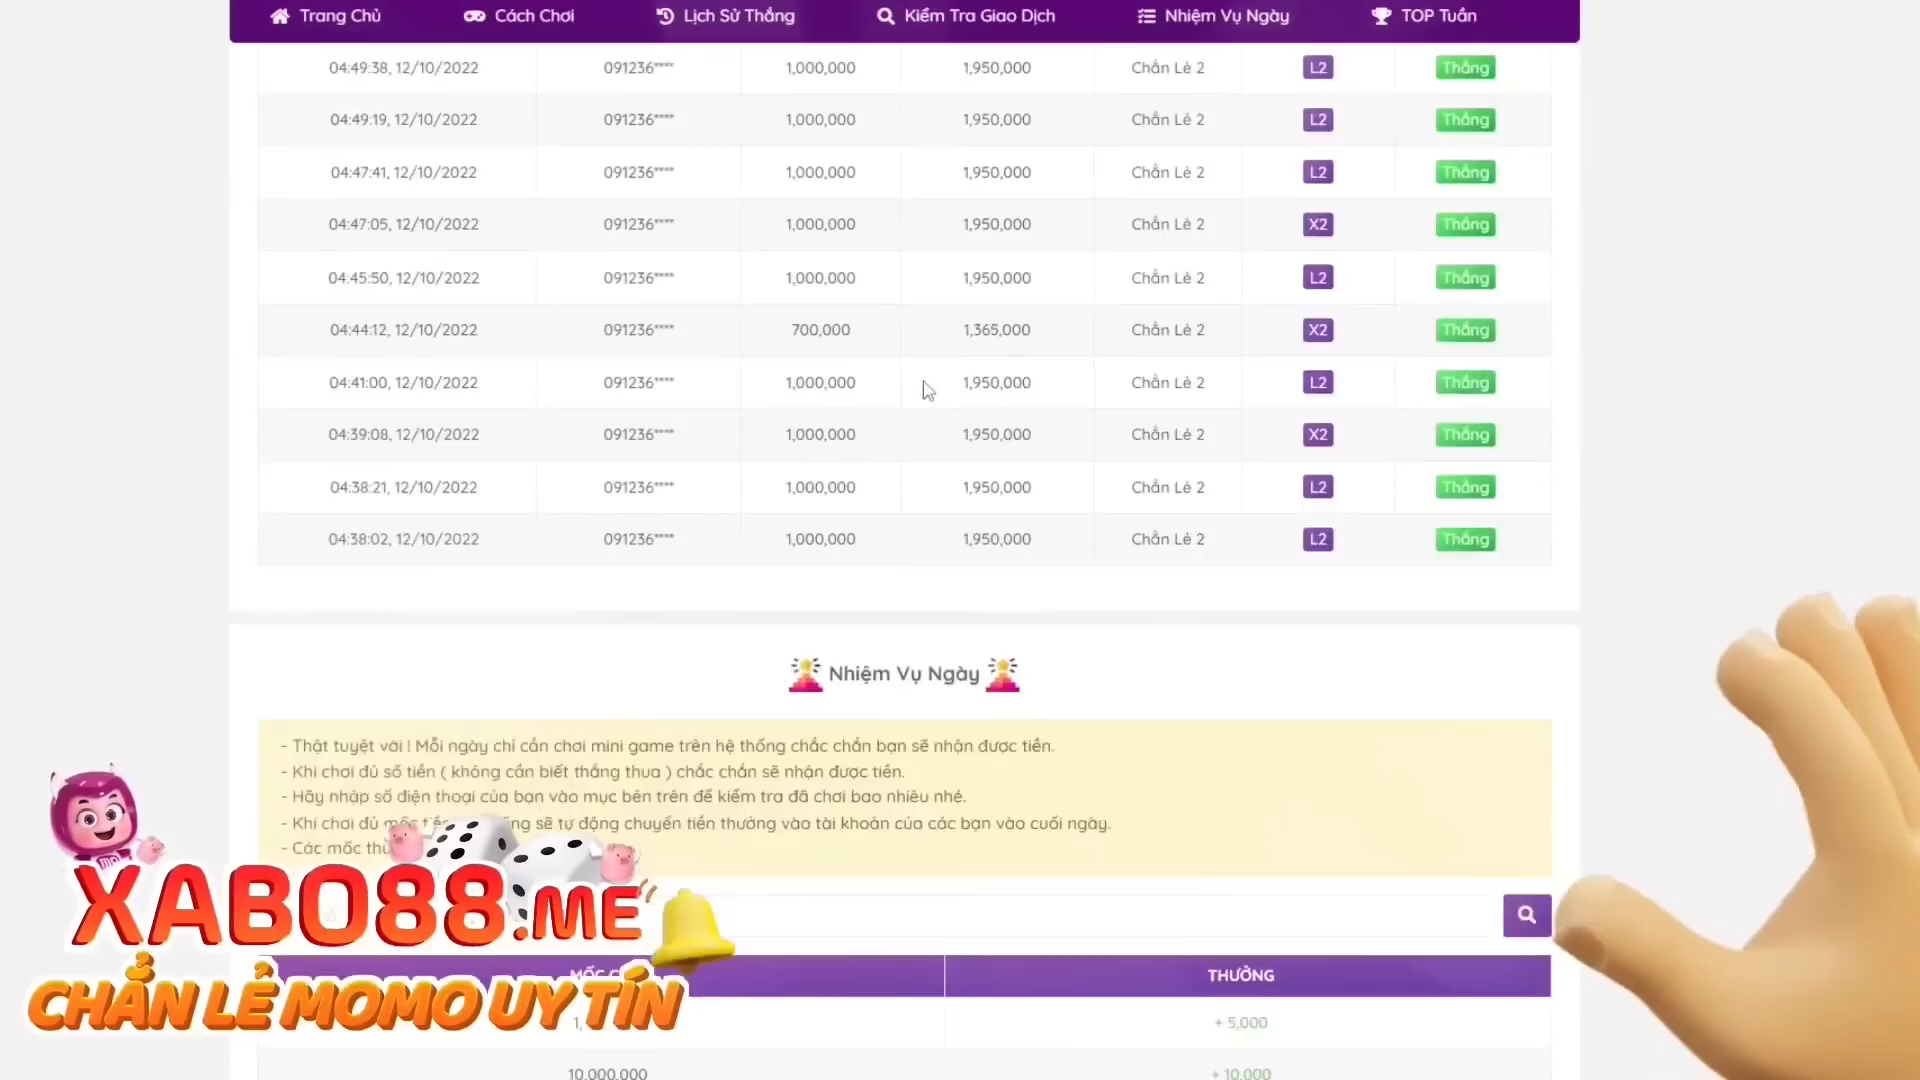 Trang Chủ Cách Chơi Lịch Sử Thắng Kiểm Tra Giao Dịch Nhiệm Vụ Ngày TOP Tuần
04:49:38, 12/10/2022 091236**** 1,000,000 1,950,000 Chẵn Lẻ 2 L2 Thắng
04:49:19, 12/10/2022 091236**** 1,000,000 1,950,000 Chẵn Lẻ 2 L2 Thắng
04:47:41, 12/10/2022 091236**** 1,000,000 1,950,000 Chẵn Lẻ 2 L2 Thắng
04:47:05, 12/10/2022 091236**** 1,000,000 1,950,000 Chẵn Lẻ 2 X2 Thắng
04:45:50, 12/10/2022 091236**** 1,000,000 1,950,000 Chẵn Lẻ 2 L2 Thắng
04:44:12, 12/10/2022 091236**** 700,000 1,365,000 Chẵn Lẻ 2 X2 Thắng
04:41:00, 12/10/2022 091236**** 1,000,000 1,950,000 Chẵn Lẻ 2 L2 Thắng
04:39:08, 12/10/2022 091236**** 1,000,000 1,950,000 Chẵn Lẻ 2 X2 Thắng
04:38:21, 12/10/2022 091236**** 1,000,000 1,950,000 Chẵn Lẻ 2 L2 Thắng
04:38:02, 12/10/2022 091236**** 1,000,000 1,950,000 Chẵn Lẻ 2 L2 Thắng
Nhiệm Vụ Ngày
- Thật tuyệt vời ! Mỗi ngày chỉ cần chơi mini game trên hệ thống chắc chắn bạn sẽ nhận được tiền.
- Khi chơi đủ số tiền ( không cần biết thắng thua ) chắc chắn sẽ nhận được tiền.
- Hãy nhập số điện thoại của bạn vào mục bên trên để kiểm tra đã chơi bao nhiêu nhé.
- Khi chơi đủ mốc sẽ tự động chuyển tiền thưởng vào tài khoản của các bạn vào cuối ngày.
- Các mốc
XABO88.ME
MỐC THƯỞNG
CHẴN LẺ MOMO UY TÍN
+ 5,000
10,000,000 + 10,000